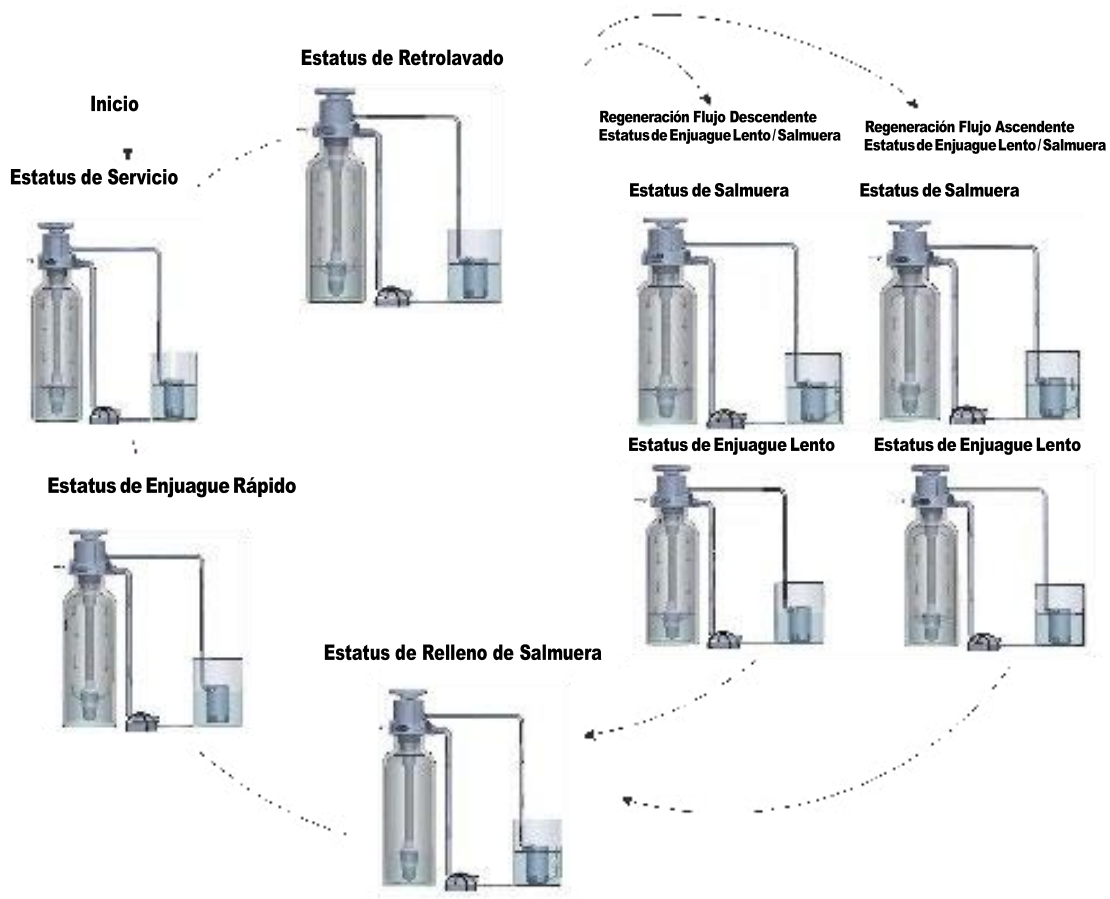 Estatus de Retrolavado
Inicio
Estatus de Servicio
Regeneración Flujo Descendente
Estatus de Enjuague Lento / Salmuera
Regeneración Flujo Ascendente
Estatus de Enjuague Lento / Salmuera
Estatus de Salmuera
Estatus de Salmuera
Estatus de Enjuague Lento
Estatus de Enjuague Lento
Estatus de Enjuague Rápido
Estatus de Relleno de Salmuera